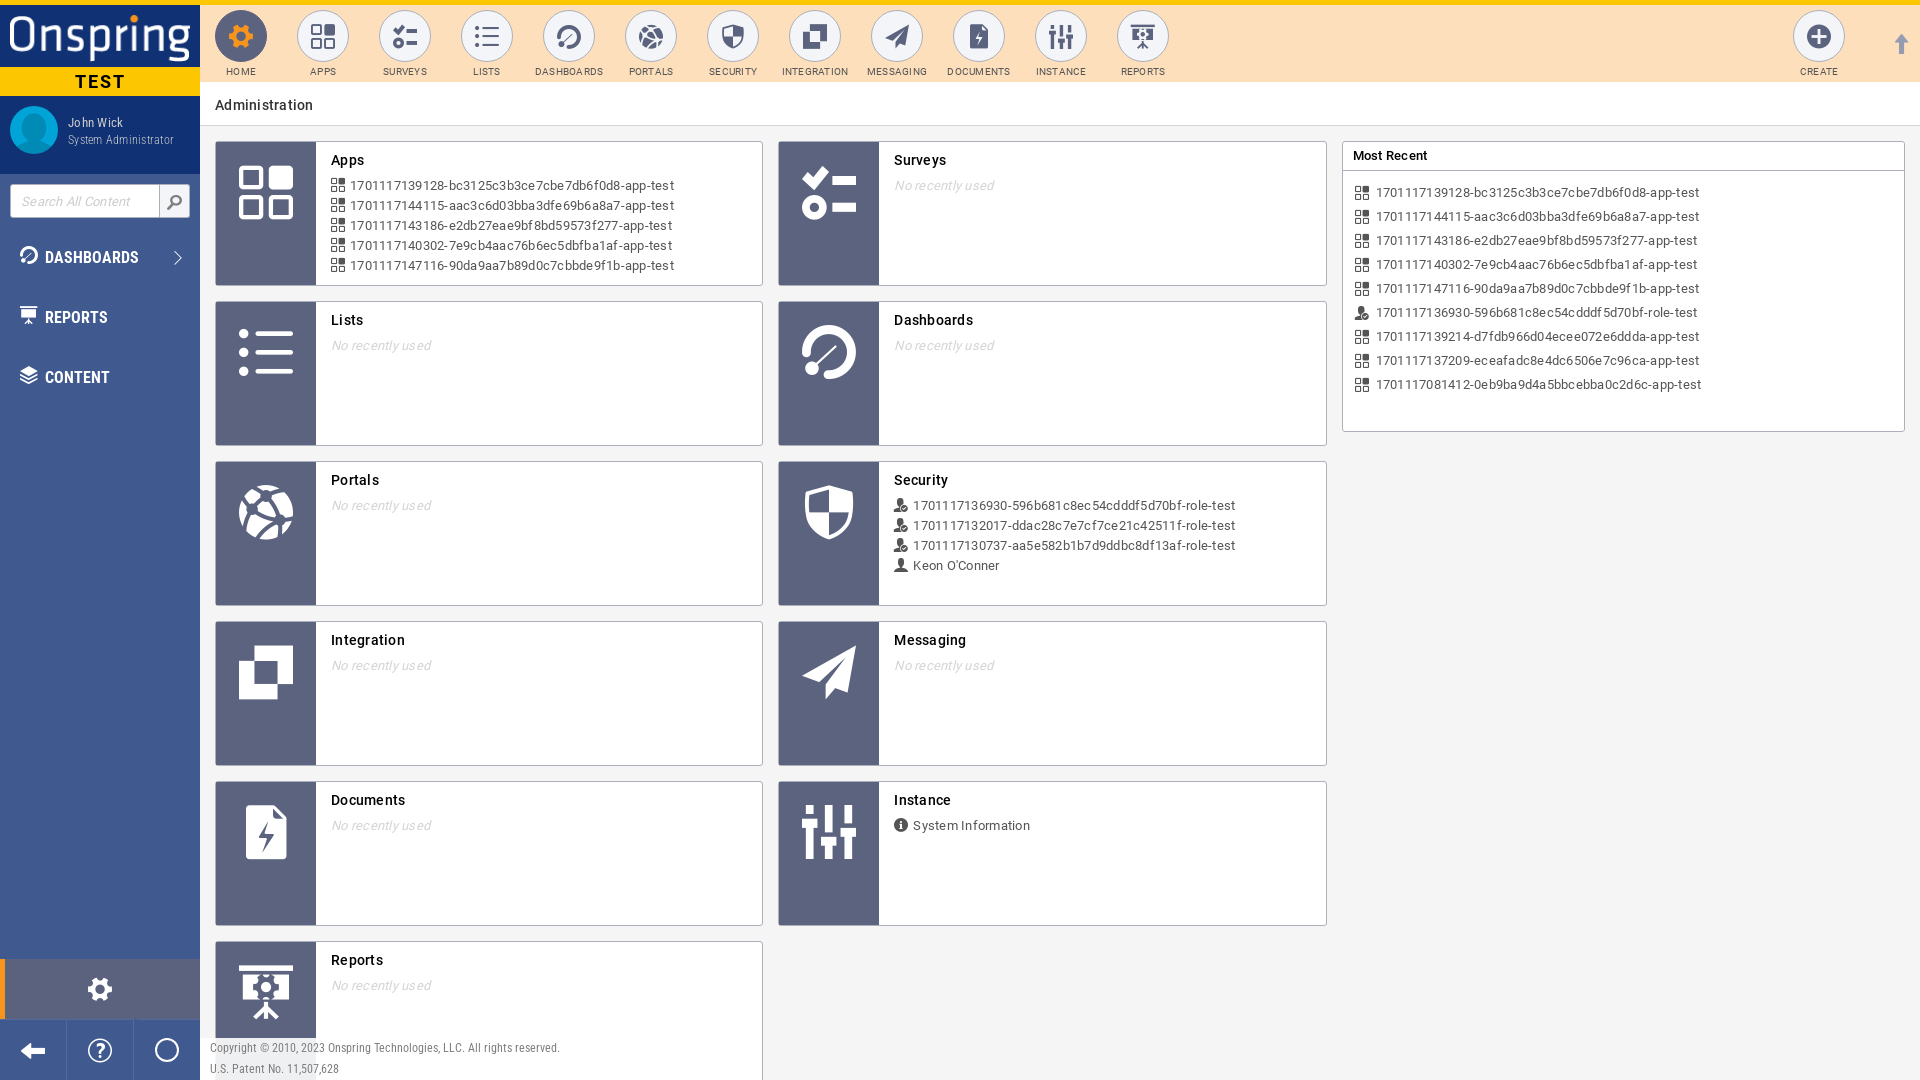 Onspring
TEST
John Wick
System Administrator
Search All Content
DASHBOARDS
REPORTS
CONTENT
HOME
APPS
SURVEYS
LISTS
DASHBOARDS
PORTALS
SECURITY
INTEGRATION
MESSAGING
DOCUMENTS
INSTANCE
REPORTS
CREATE
Administration
Apps
1701117139128-bc3125c3b3ce7cbe7db6f0d8-app-test
1701117144115-aac3c6d03bba3dfe69b6a8a7-app-test
1701117143186-e2db27eae9bf8bd59573f277-app-test
1701117140302-7e9cb4aac76b6ec5dbfba1af-app-test
1701117147116-90da9aa7b89d0c7cbbde9f1b-app-test
Surveys
No recently used
Lists
No recently used
Dashboards
No recently used
Portals
No recently used
Security
1701117136930-596b681c8ec54cdddf5d70bf-role-test
1701117132017-ddac28c7e7cf7ce21c42511f-role-test
1701117130737-aa5e582b1b7d9ddbc8df13af-role-test
Keon O'Conner
Integration
No recently used
Messaging
No recently used
Documents
No recently used
Instance
System Information
Reports
No recently used
Most Recent
1701117139128-bc3125c3b3ce7cbe7db6f0d8-app-test
1701117144115-aac3c6d03bba3dfe69b6a8a7-app-test
1701117143186-e2db27eae9bf8bd59573f277-app-test
1701117140302-7e9cb4aac76b6ec5dbfba1af-app-test
1701117147116-90da9aa7b89d0c7cbbde9f1b-app-test
1701117136930-596b681c8ec54cdddf5d70bf-role-test
1701117139214-d7fdb966d04ecee072e6ddda-app-test
1701117137209-eceafadc8e4dc6506e7c96ca-app-test
1701117081412-0eb9ba9d4a5bbcebba0c2d6c-app-test
Copyright © 2010, 2023 Onspring Technologies, LLC. All rights reserved.
U.S. Patent No. 11,507,628